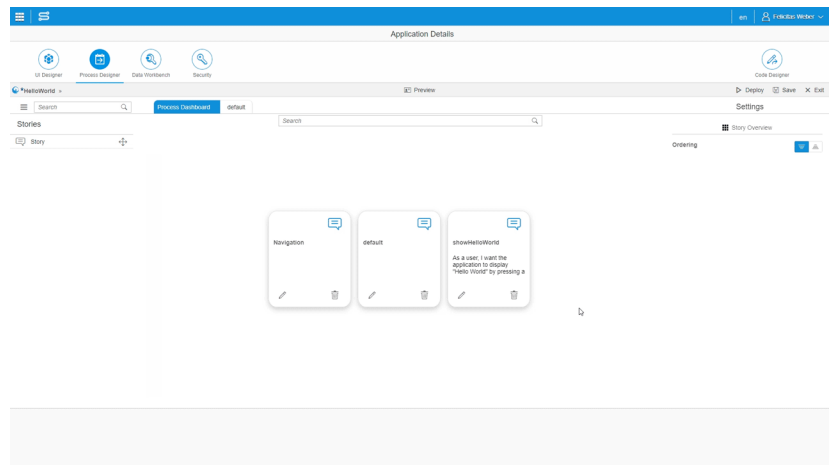 en
Felicitas Weber
Application Details
UI Designer
Process Designer
Data Workbench
Security
Code Designer
*HelloWorld
Preview
Deploy
Save
Exit
Search
Process Dashboard
default
Settings
Stories
Search
Story Overview
Story
Ordering
Navigation
default
showHelloWorld
As a user, I want the
application to display
"Hello World" by pressing a